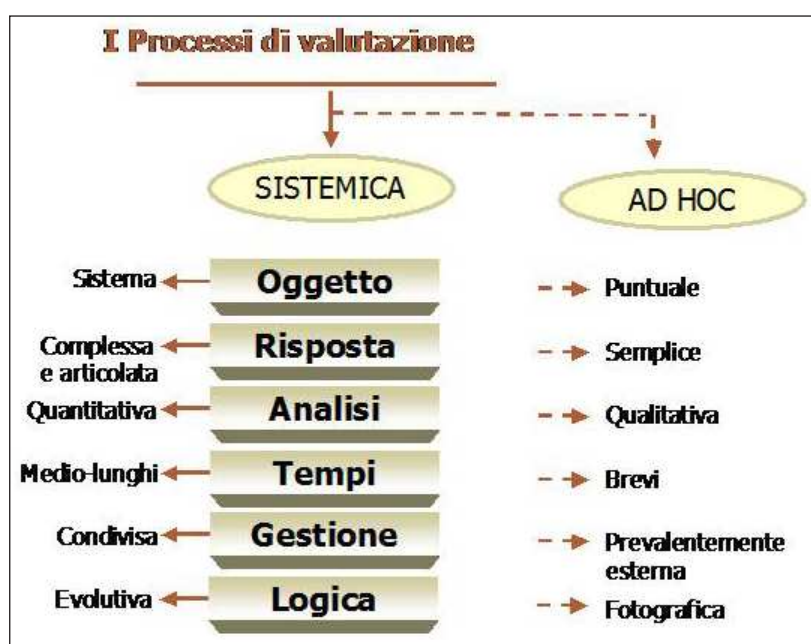 I Processi di valutazione
SISTEMICA
AD HOC
Sistema
Oggetto
Puntuale
Complessa
e articolata
Risposta
Semplice
Quantitativa
Analisi
Qualitativa
Medio-lunghi
Tempi
Brevi
Condivisa
Gestione
Prevalentemente
esterna
Evolutiva
Logica
Fotografica